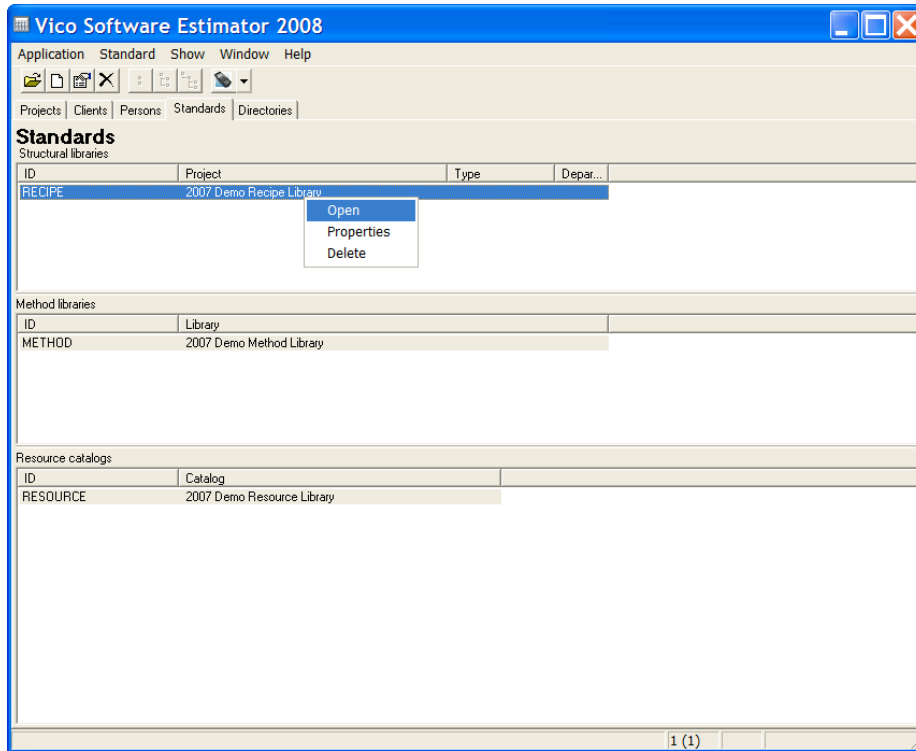 Vico Software Estimator 2008
Application Standard Show Window Help
Projects Clients Persons Standards Directories
Standards
Structural libraries
ID Project Type Depar...
RECIPE 2007 Demo Recipe Library
Open
Properties
Delete
Method libraries
ID Library
METHOD 2007 Demo Method Library
Resource catalogs
ID Catalog
RESOURCE 2007 Demo Resource Library
1 (1)